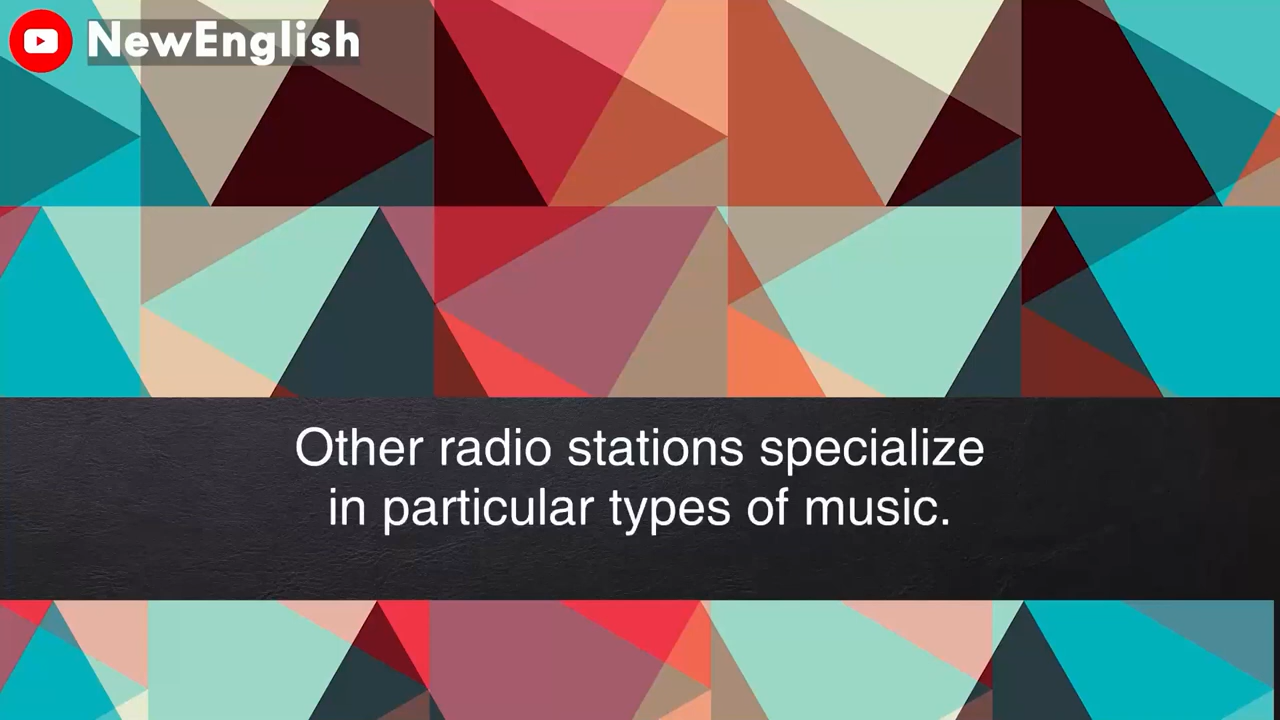 NewEnglish
Other radio stations specialize
in particular types of music.